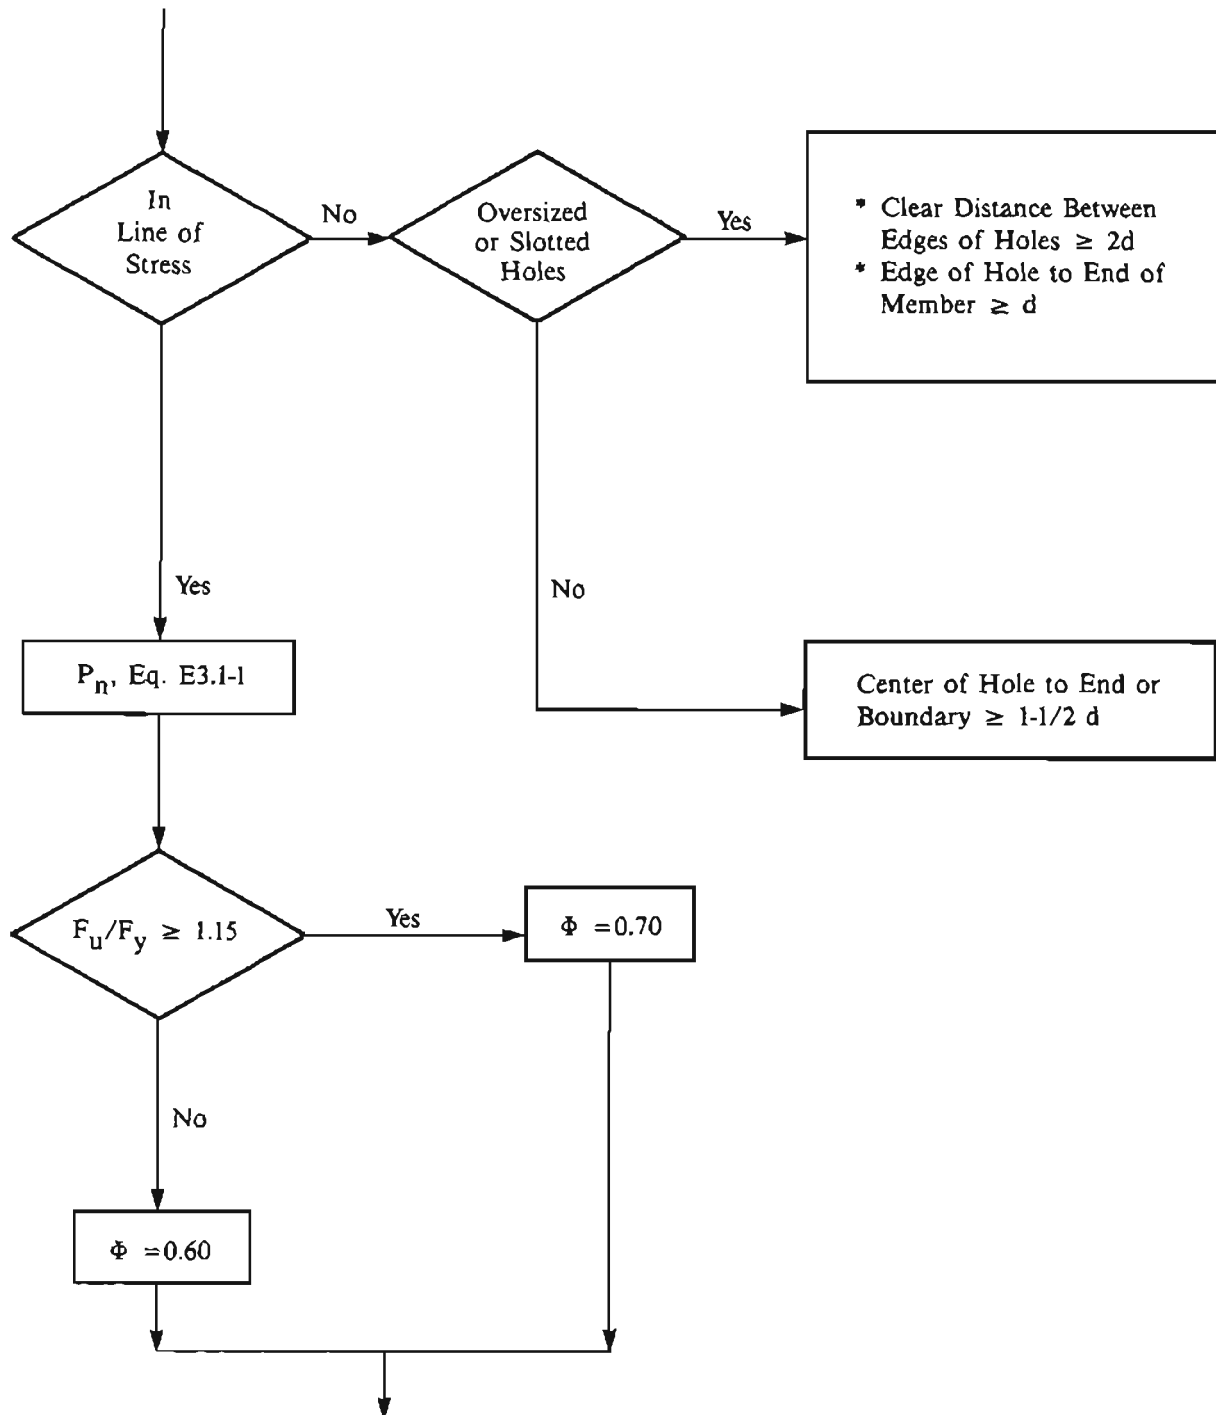 In
Line of
Stress
No
Oversized
or Slotted
Holes
Yes
* Clear Distance Between
Edges of Holes ≥ 2d
* Edge of Hole to End of
Member ≥ d
Yes
No
Pn, Eq. E3.1-1
Center of Hole to End or
Boundary ≥ 1-1/2 d
Fu/Fy ≥ 1.15
Yes
Φ =0.70
No
Φ =0.60